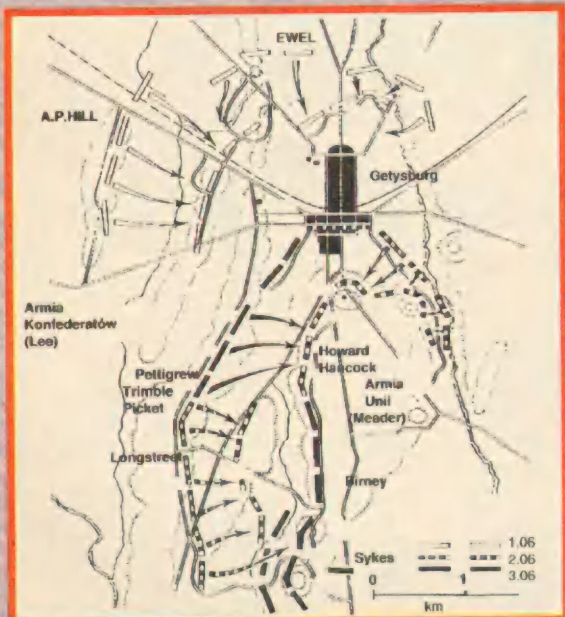 EWEL
A.P.HILL
Getysburg
Armia
Konfederatów
(Lee)
Pettigrew
Trimble
Picket
Howard
Hancock
Armia
Unii
(Meader)
Longstreet
Birney
Sykes
1.06
2.06
3.06
0 1
km